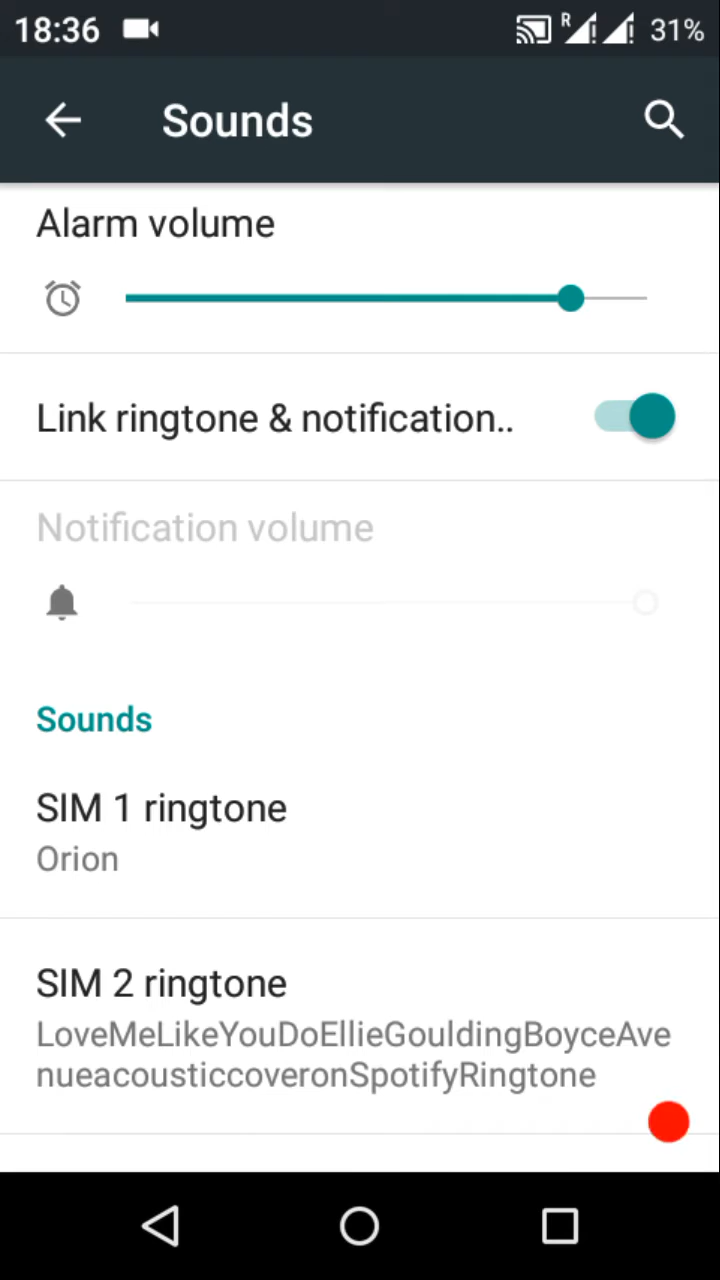 18:36 R 31%
Sounds
Alarm volume
Link ringtone & notification..
Notification volume
Sounds
SIM 1 ringtone
Orion
SIM 2 ringtone
LoveMeLikeYouDoEllieGouldingBoyceAve
nueacousticcoveronSpotifyRingtone